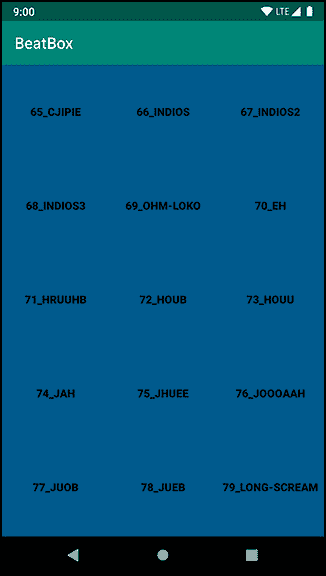 9:00 LTE
BeatBox
65_CJIPIE 66_INDIOS 67_INDIOS2
68_INDIOS3 69_OHM-LOKO 70_EH
71_HRUUHB 72_HOUB 73_HOUU
74_JAH 75_JHUEE 76_JOOOAAH
77_JUOB 78_JUEB 79_LONG-SCREAM